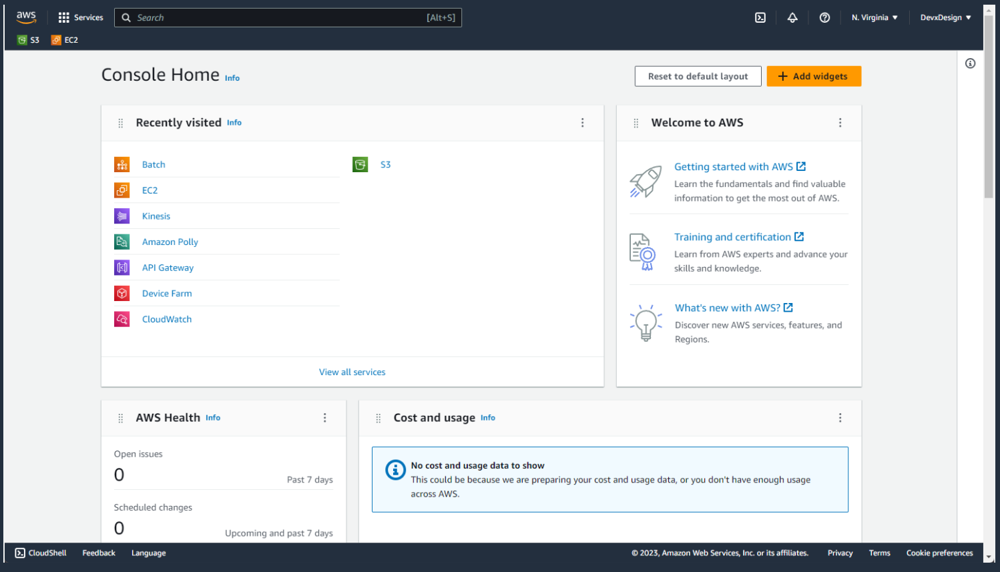 aws
Services
Search
[Alt+S]
N. Virginia
DevxDesign
S3
EC2
Console Home
Info
Reset to default layout
Add widgets
Recently visited
Info
Batch
EC2
Kinesis
Amazon Polly
API Gateway
Device Farm
CloudWatch
S3
View all services
Welcome to AWS
Getting started with AWS
Learn the fundamentals and find valuable
information to get the most out of AWS.
Training and certification
Learn from AWS experts and advance your
skills and knowledge.
What's new with AWS?
Discover new AWS services, features, and
Regions.
AWS Health
Info
Open issues
0
Past 7 days
Scheduled changes
0
Upcoming and past 7 days
Cost and usage
Info
No cost and usage data to show
This could be because we are preparing your cost and usage data, or you don't have enough usage
across AWS.
CloudShell
Feedback
Language
© 2023, Amazon Web Services, Inc. or its affiliates.
Privacy
Terms
Cookie preferences